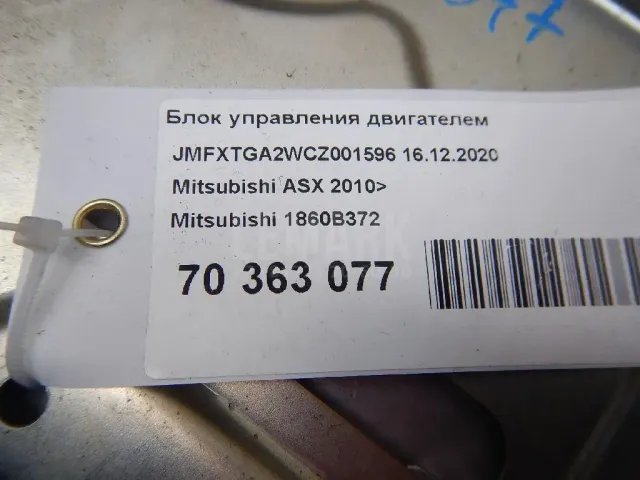 Блок управления двигателем
JMFXTGA2WCZ001596 16.12.2020
Mitsubishi ASX 2010>
Mitsubishi 1860B372
70 363 077